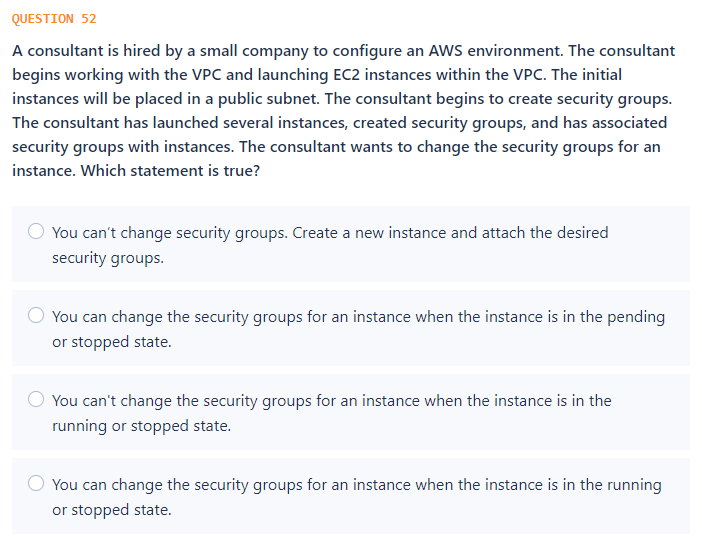 QUESTION 52
A consultant is hired by a small company to configure an AWS environment. The consultant
begins working with the VPC and launching EC2 instances within the VPC. The initial
instances will be placed in a public subnet. The consultant begins to create security groups.
The consultant has launched several instances, created security groups, and has associated
security groups with instances. The consultant wants to change the security groups for an
instance. Which statement is true?
You can't change security groups. Create a new instance and attach the desired
security groups.
You can change the security groups for an instance when the instance is in the pending
or stopped state.
You can't change the security groups for an instance when the instance is in the
running or stopped state.
You can change the security groups for an instance when the instance is in the running
or stopped state.